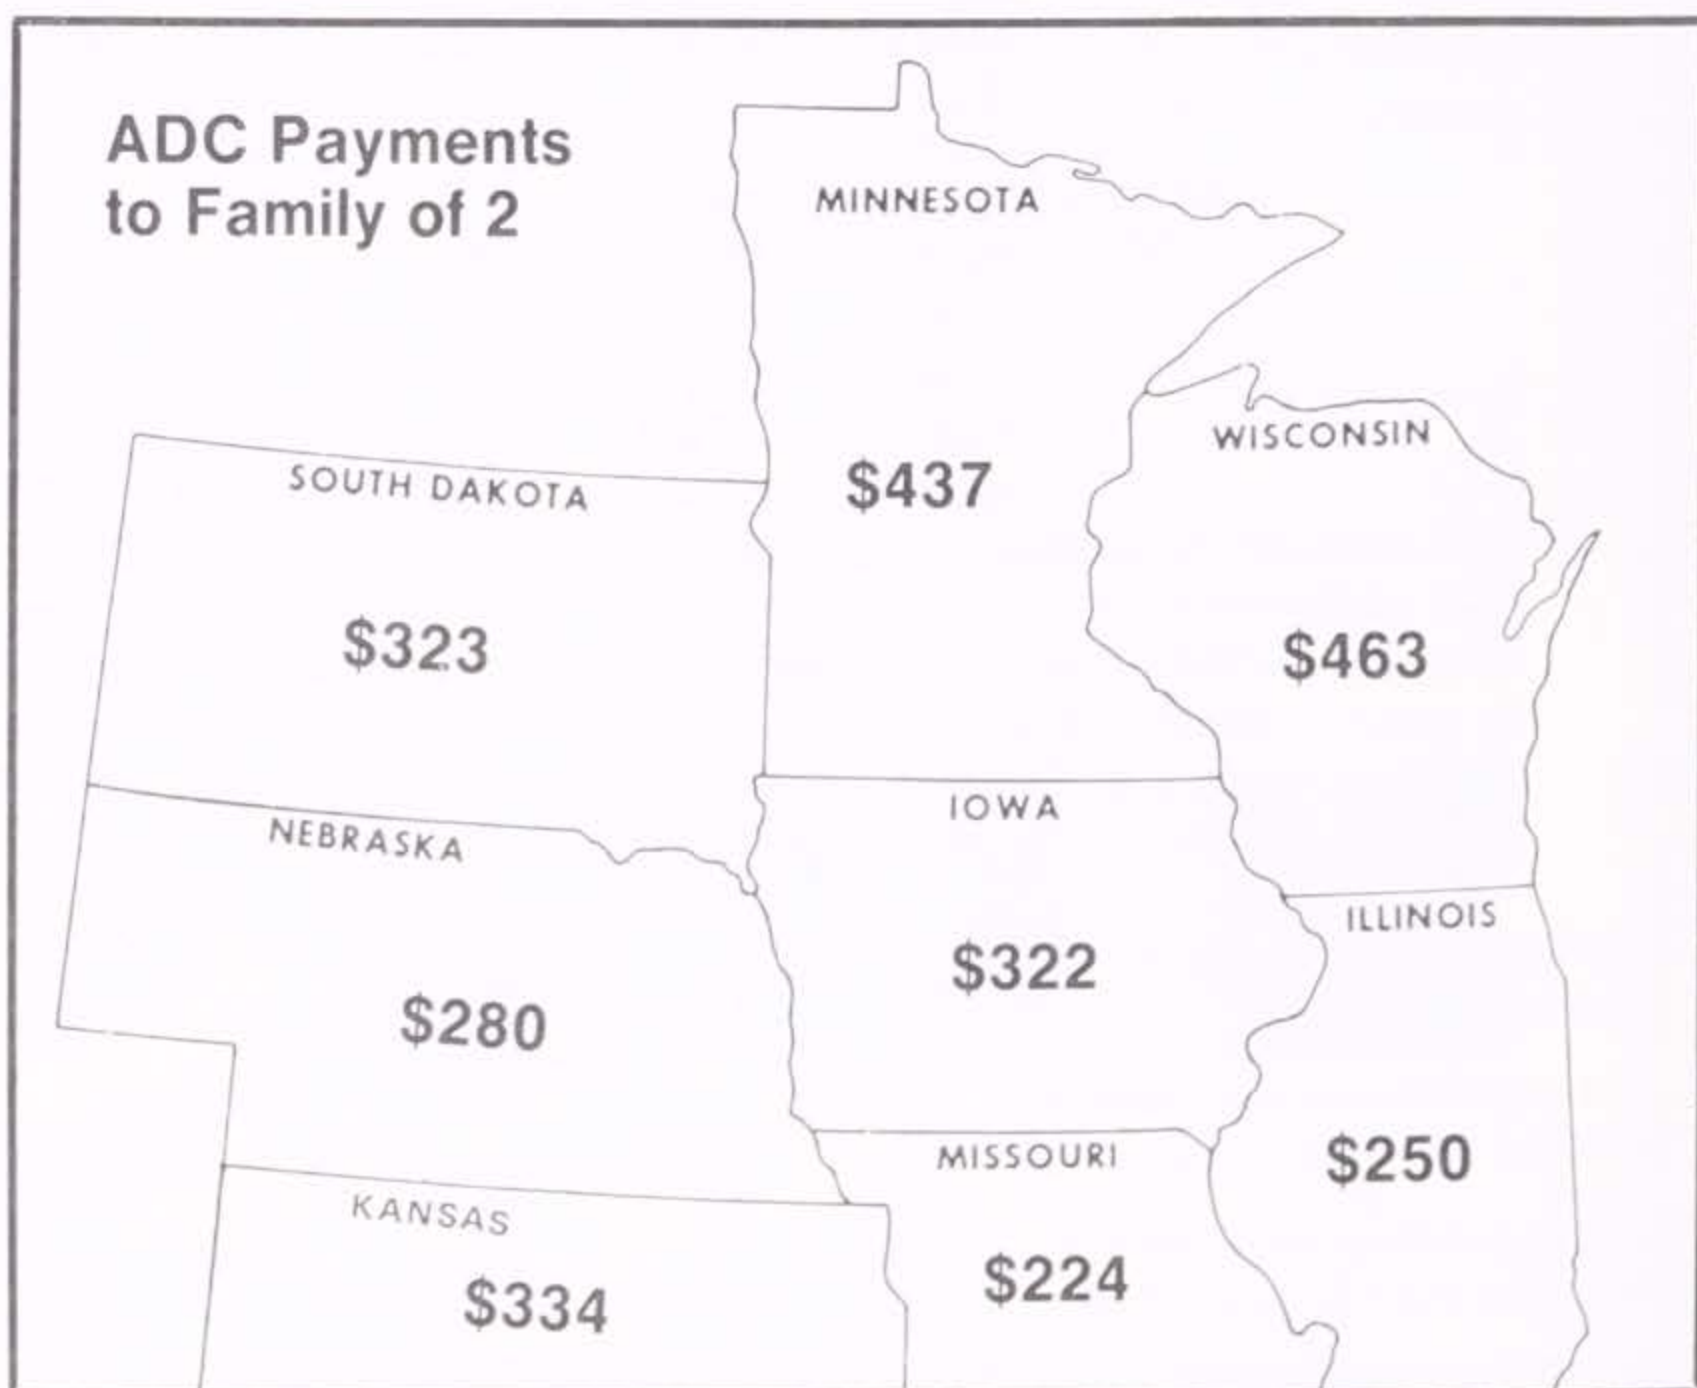 ADC Payments
to Family of 2
MINNESOTA
$437
WISCONSIN
$463
SOUTH DAKOTA
$323
NEBRASKA
$280
IOWA
$322
ILLINOIS
$250
MISSOURI
$224
KANSAS
$334